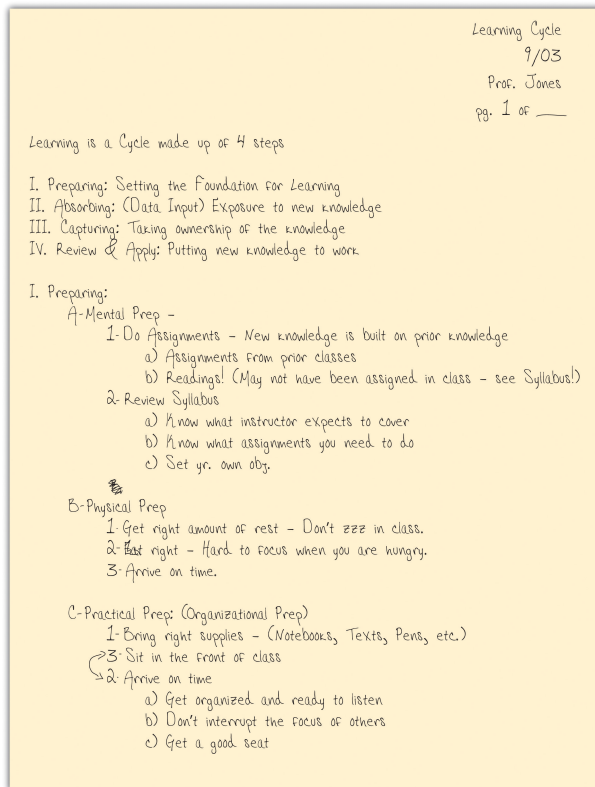 Learning Cycle
9/03
Prof. Jones
pg. 1 of ___
Learning is a Cycle made up of 4 steps
I. Preparing: Setting the Foundation for Learning
II. Absorbing: (Data Input) Exposure to new knowledge
III. Capturing: Taking ownership of the knowledge
IV. Review & Apply: Putting new knowledge to work
I. Preparing:
A-Mental Prep -
1-Do Assignments - New knowledge is built on prior knowledge
a) Assignments from prior classes
b) Readings! (May not have been assigned in class - see Syllabus!)
2-Review Syllabus
a) Know what instructor expects to cover
b) Know what assignments you need to do
c) Set yr. own obj.
B-Physical Prep
1-Get right amount of rest - Don't zzz in class.
2-Eat right - Hard to focus when you are hungry.
3-Arrive on time.
C-Practical Prep: (Organizational Prep)
1-Bring right supplies - (Notebooks, Texts, Pens, etc.)
3-Sit in the front of class
2-Arrive on time
a) Get organized and ready to listen
b) Don't interrupt the focus of others
c) Get a good seat